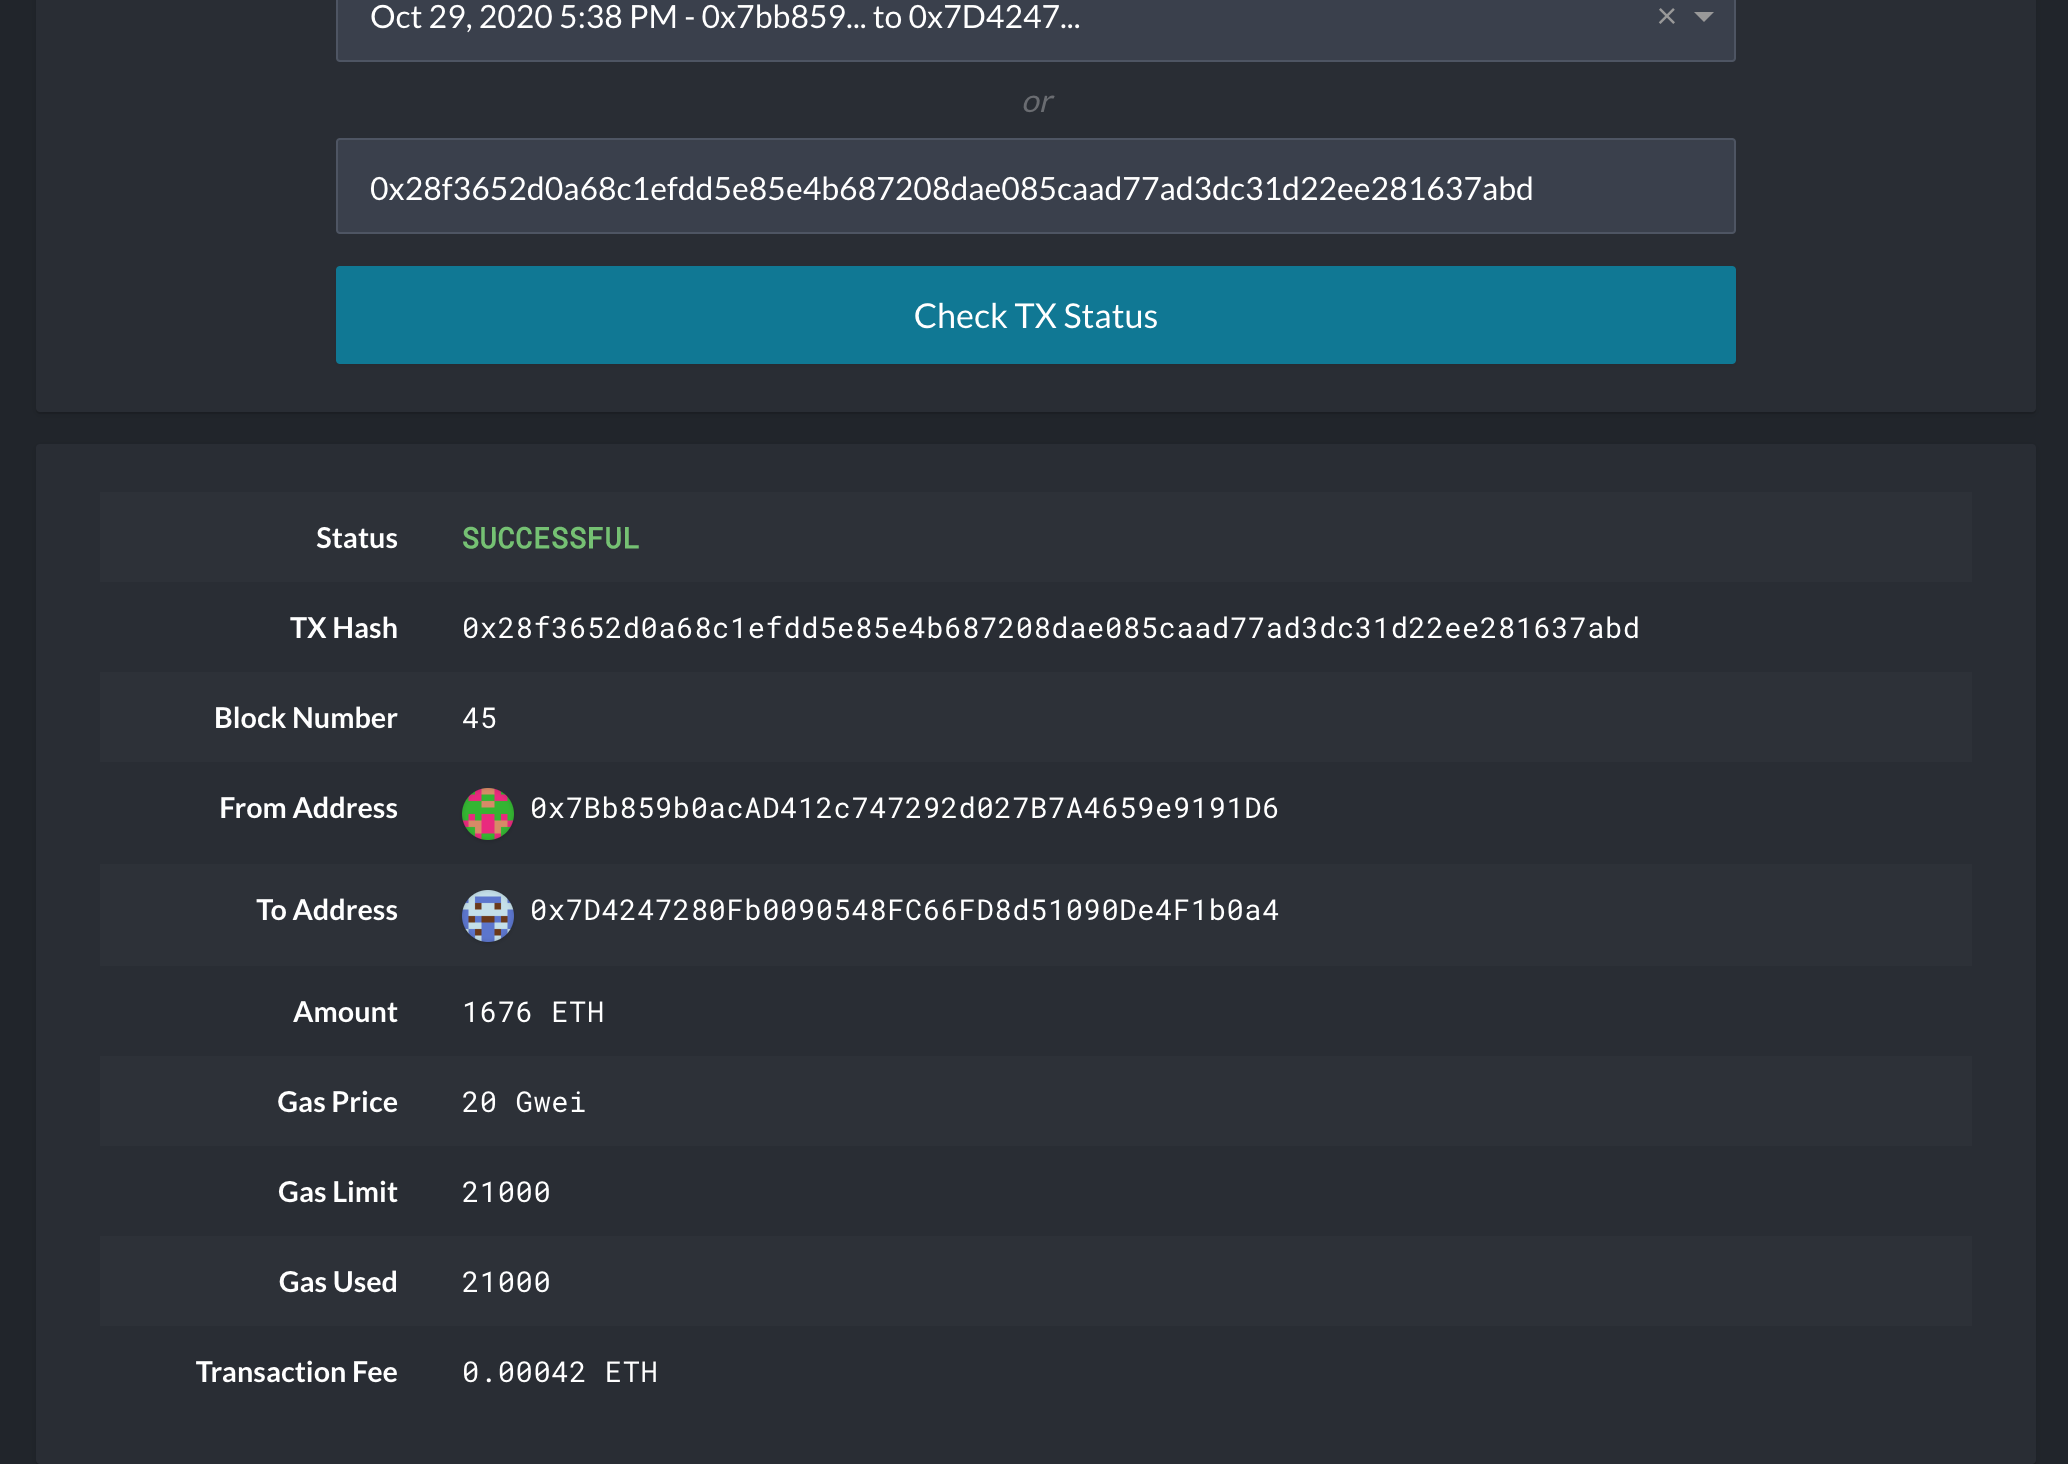 Oct 29, 2020 5:38 PM - 0x7bb859... to 0x7D4247...
or
0x28f3652d0a68c1efdd5e85e4b687208dae085caad77ad3dc31d22ee281637abd
Check TX Status
Status SUCCESSFUL
TX Hash 0x28f3652d0a68c1efdd5e85e4b687208dae085caad77ad3dc31d22ee281637abd
Block Number 45
From Address 0x7Bb859b0acAD412c747292d027B7A4659e9191D6
To Address 0x7D4247280Fb0090548FC66FD8d51090De4F1b0a4
Amount 1676 ETH
Gas Price 20 Gwei
Gas Limit 21000
Gas Used 21000
Transaction Fee 0.00042 ETH